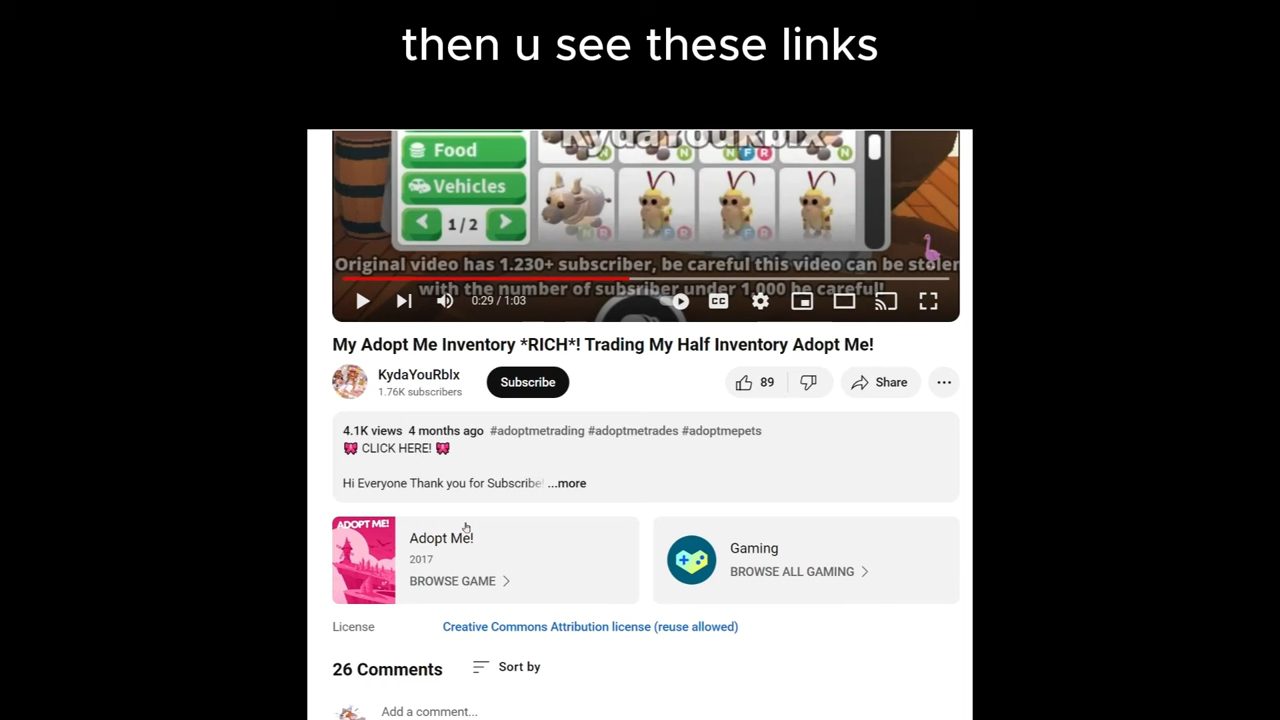 then u see these links
KydaYouRblx
Food
Vehicles
1/2
Original video has 1.230+ subscriber, be careful this video can be stolen
with the number of subsriber under 1.000 be careful!
0:29 / 1:03
CC
My Adopt Me Inventory *RICH*! Trading My Half Inventory Adopt Me!
KydaYouRblx
1.76K subscribers
Subscribe
89
Share
4.1K views 4 months ago #adoptmetrading #adoptmetrades #adoptmepets
🎀 CLICK HERE! 🎀
Hi Everyone Thank you for Subscribe! ...more
ADOPT ME!
Adopt Me!
2017
BROWSE GAME
Gaming
BROWSE ALL GAMING
License
Creative Commons Attribution license (reuse allowed)
26 Comments
Sort by
Add a comment...